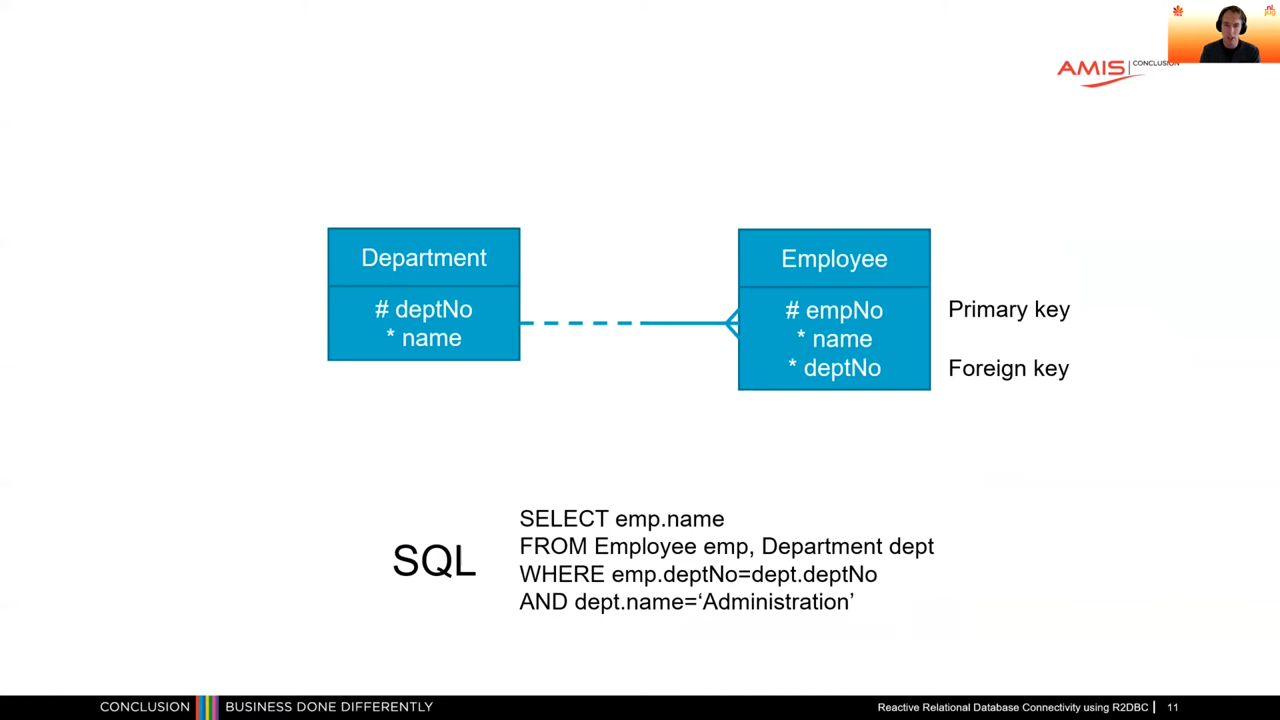 nl
jug
AMIS
CONCLUSION
Department
# deptNo
* name
Employee
# empNo
* name
* deptNo
Primary key
Foreign key
SQL
SELECT emp.name
FROM Employee emp, Department dept
WHERE emp.deptNo=dept.deptNo
AND dept.name=‘Administration’
CONCLUSION
BUSINESS DONE DIFFERENTLY
Reactive Relational Database Connectivity using R2DBC
11